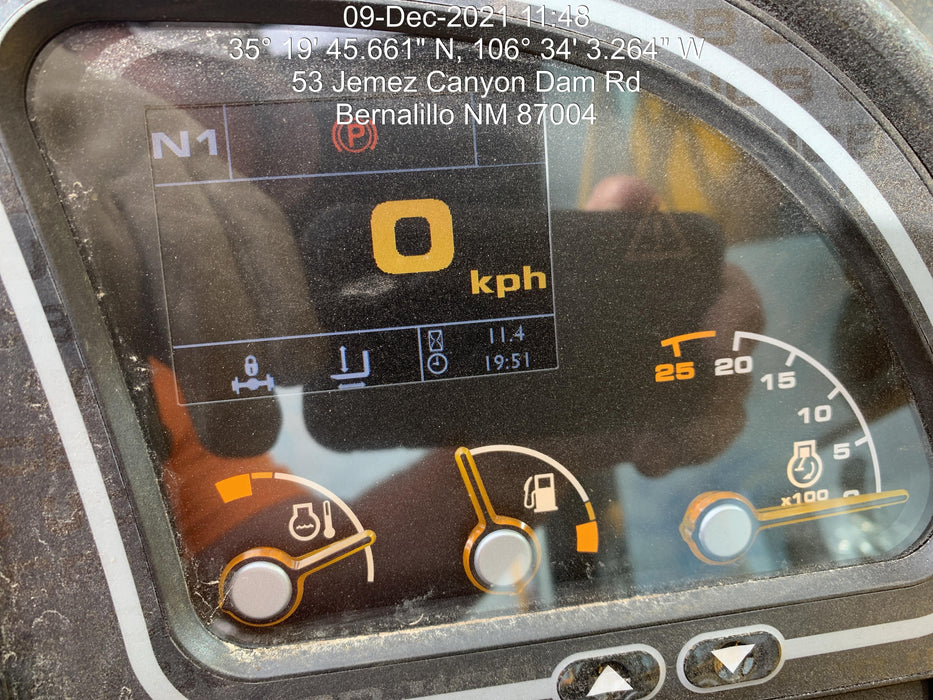 09-Dec-2021 11:48
35° 19' 45.661" N, 106° 34' 3.264" W
53 Jemez Canyon Dam Rd
Bernalillo NM 87004
N1
P
0
kph
11.4
19:51
25
20
15
10
5
0
x100